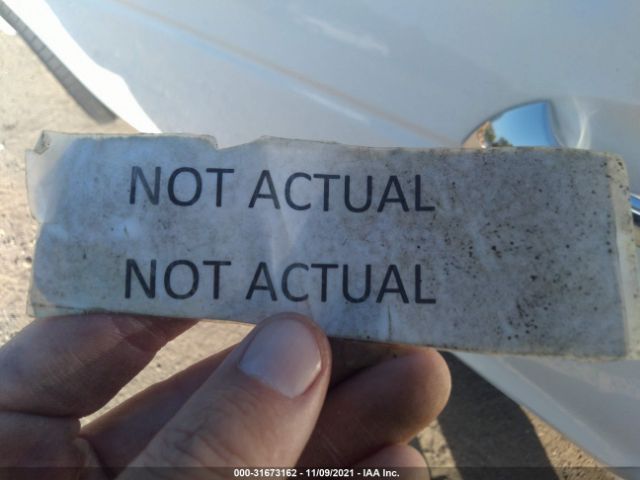 NOT ACTUAL
NOT ACTUAL
000-31673162 - 11/09/2021 - IAA Inc.